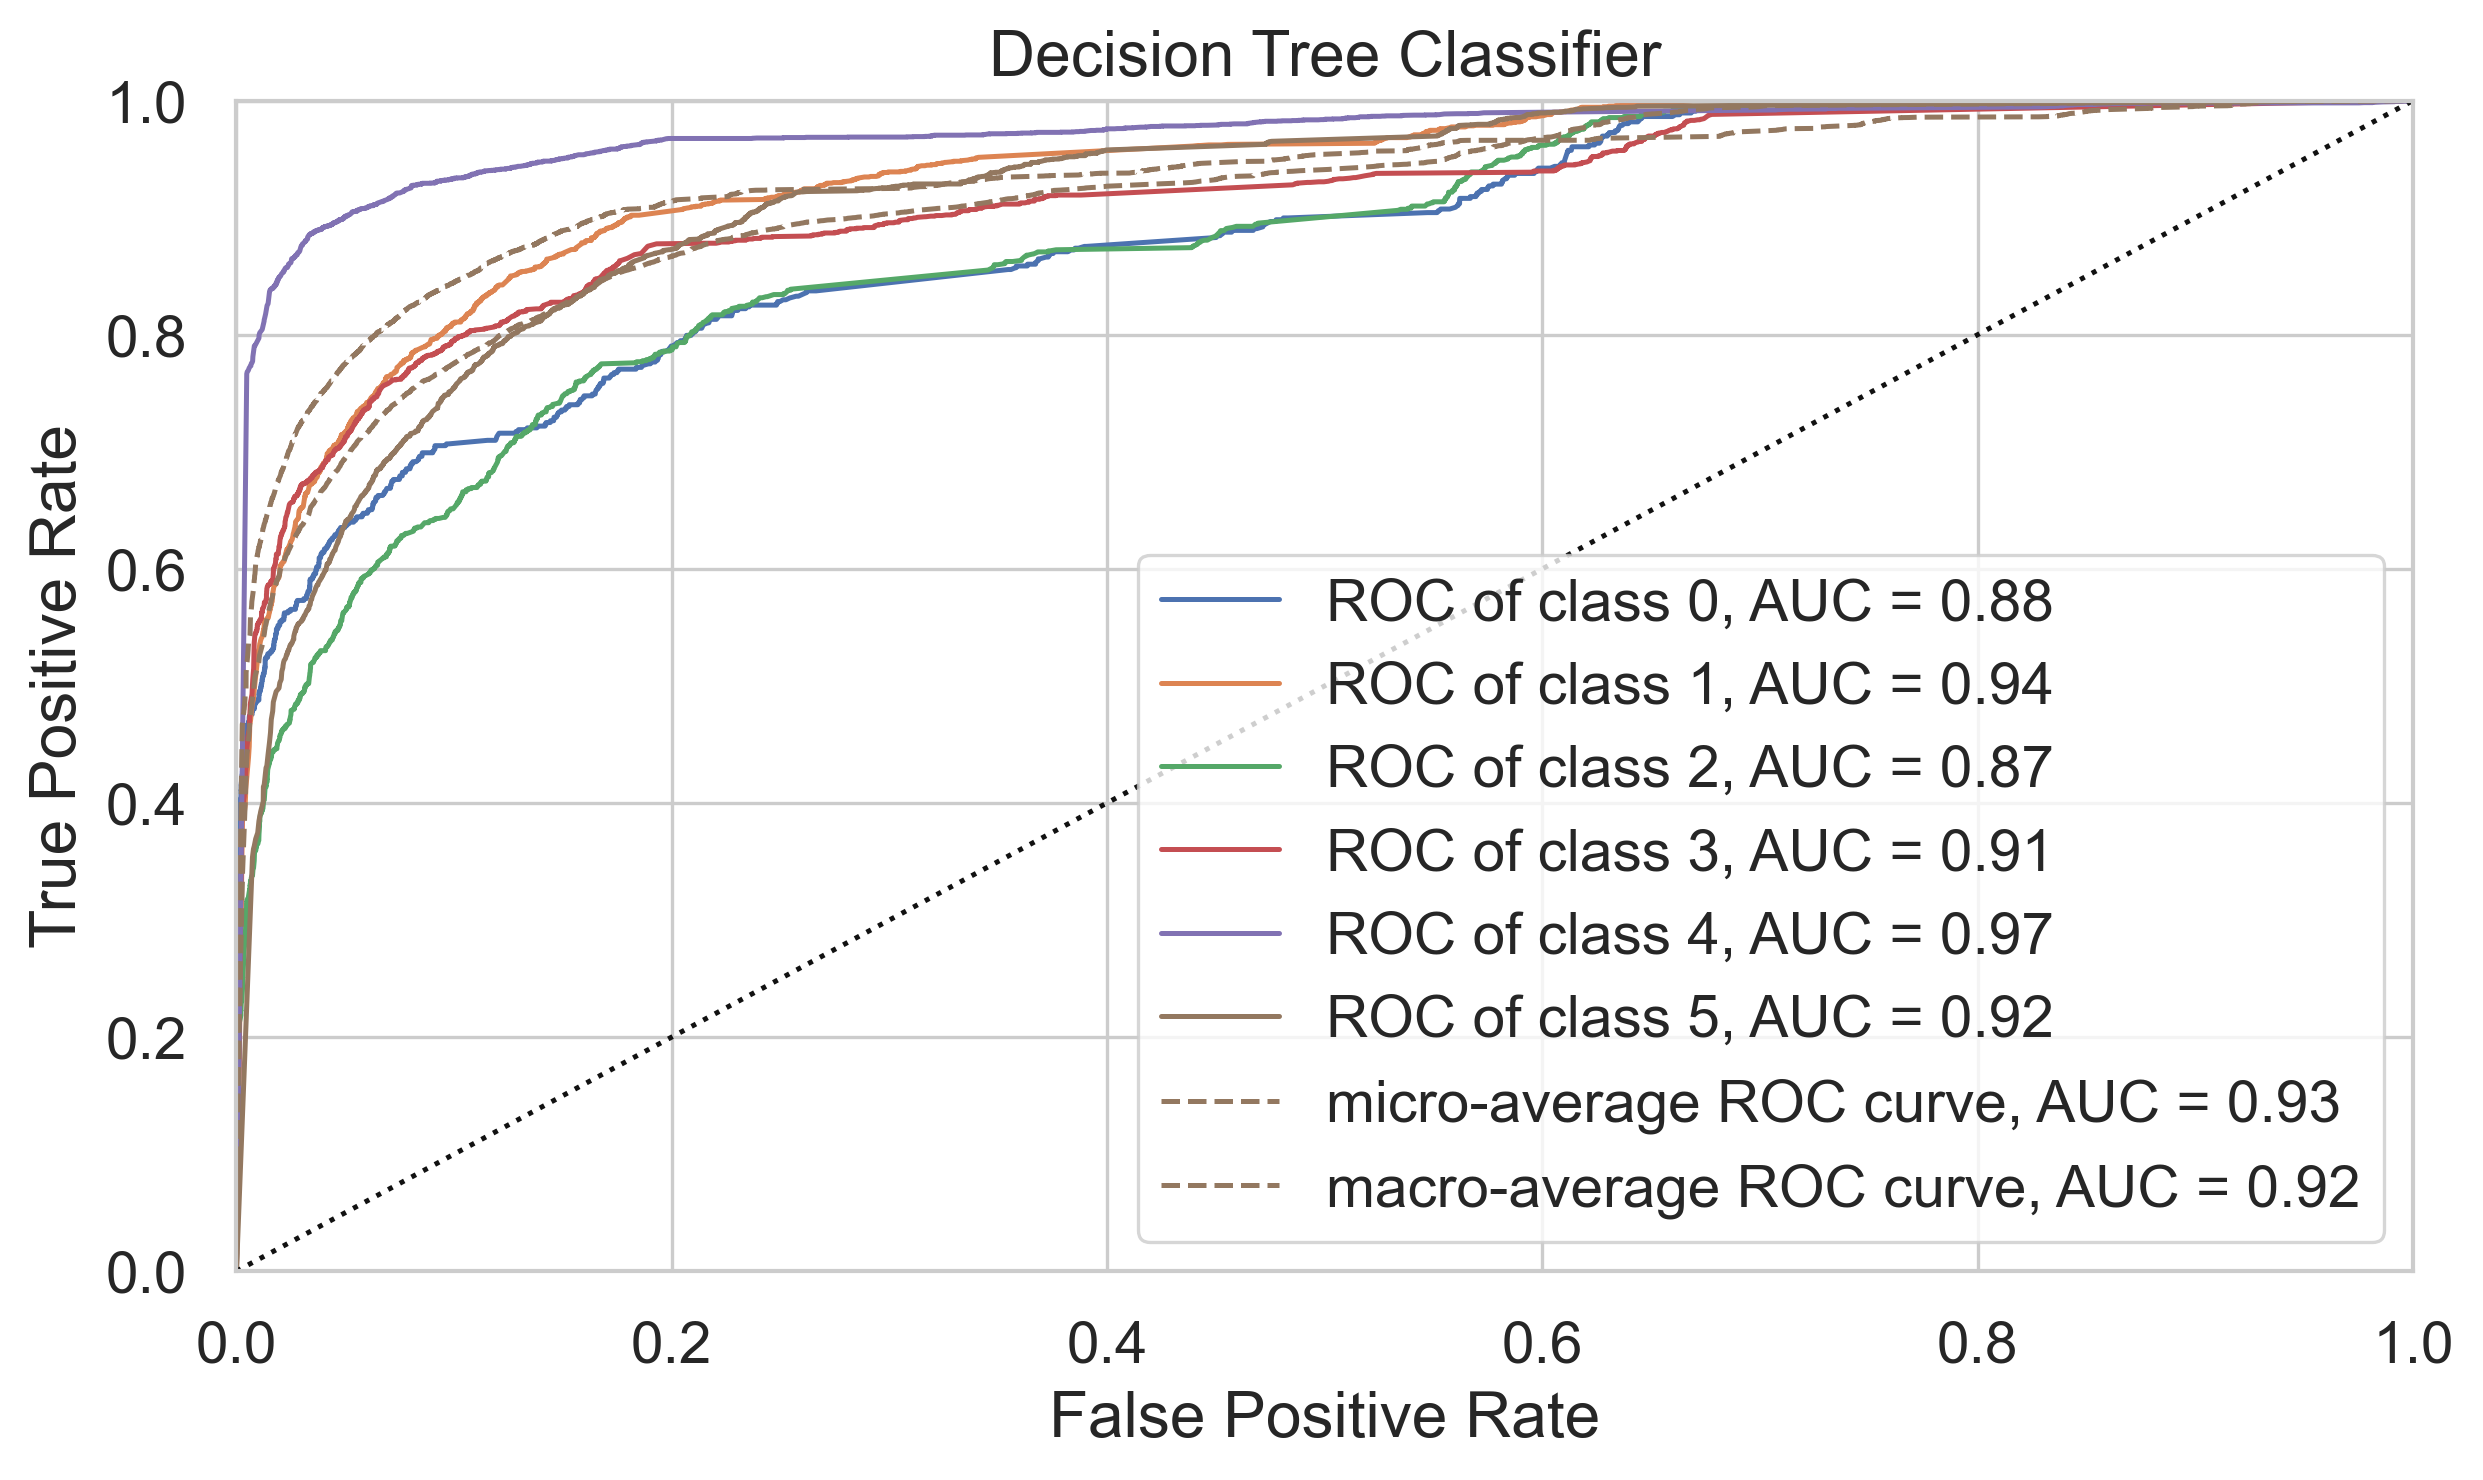 Decision Tree Classifier
1.0
0.8
0.6
0.4
0.2
0.0
True Positive Rate
ROC of class 0, AUC = 0.88
ROC of class 1, AUC = 0.94
ROC of class 2, AUC = 0.87
ROC of class 3, AUC = 0.91
ROC of class 4, AUC = 0.97
ROC of class 5, AUC = 0.92
micro-average ROC curve, AUC = 0.93
macro-average ROC curve, AUC = 0.92
0.0 0.2 0.4 0.6 0.8 1.0
False Positive Rate